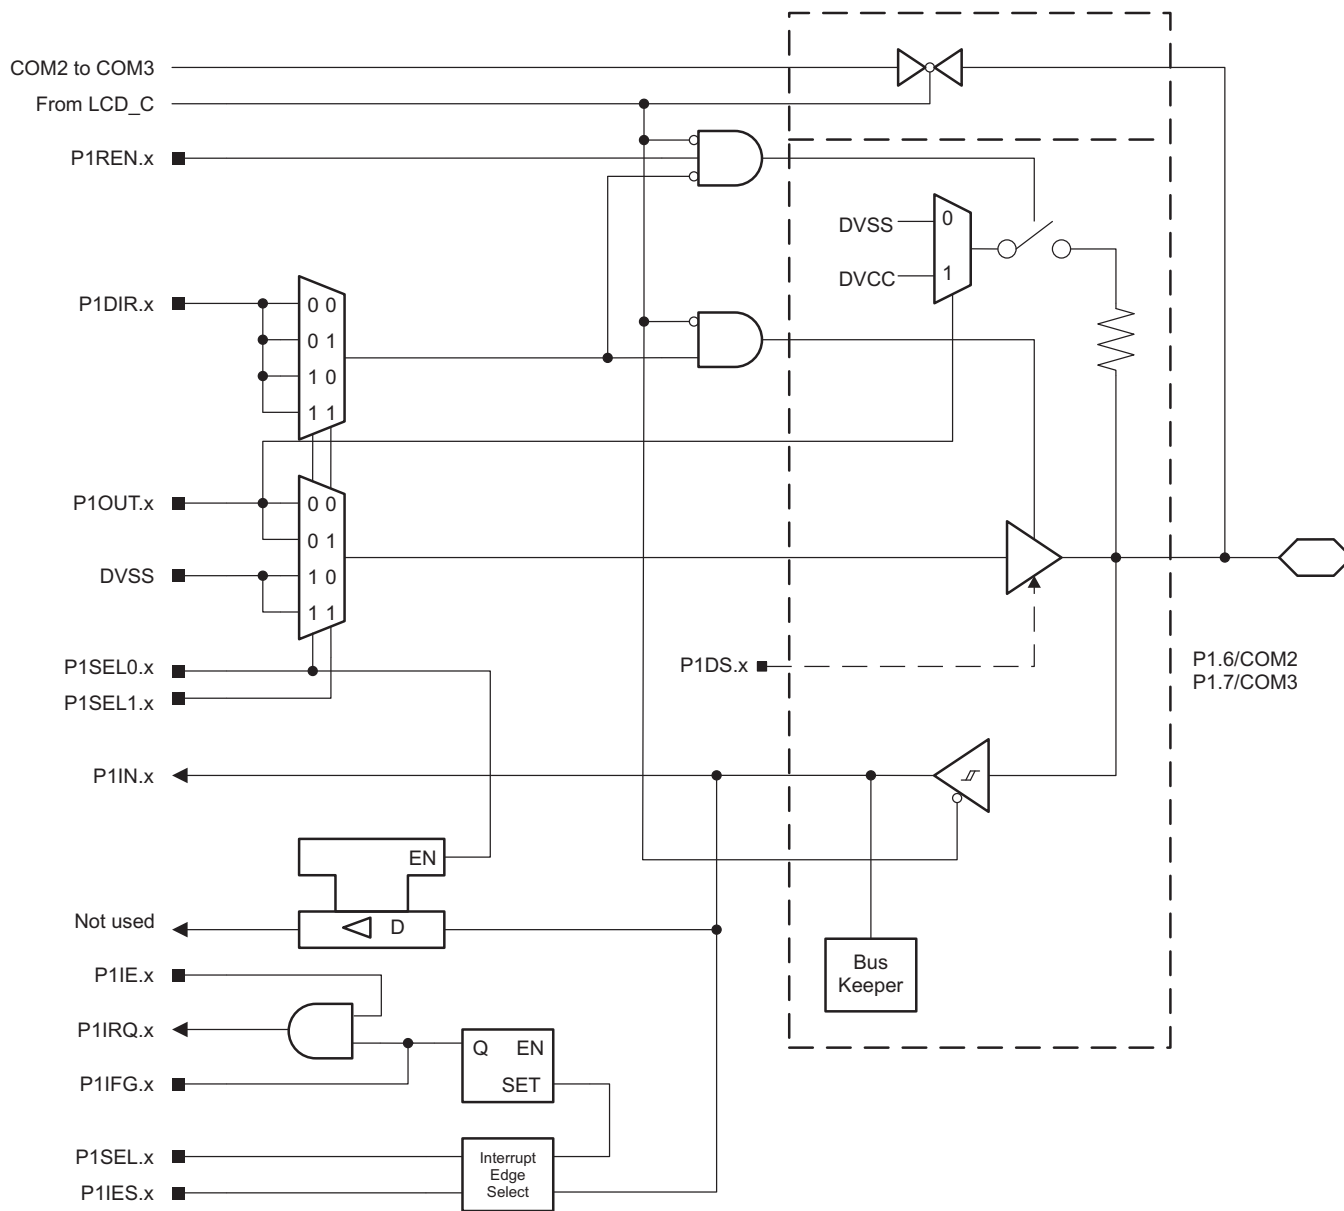 COM2 to COM3
From LCD_C
P1REN.x
DVSS
0
DVCC
1
P1DIR.x
0 0
0 1
1 0
1 1
P1OUT.x
0 0
0 1
DVSS
1 0
1 1
P1SEL0.x
P1SEL1.x
P1DS.x
P1.6/COM2
P1.7/COM3
P1IN.x
EN
Not used
D
Bus
Keeper
P1IE.x
P1IRQ.x
Q EN
SET
P1IFG.x
P1SEL.x
P1IES.x
Interrupt
Edge
Select